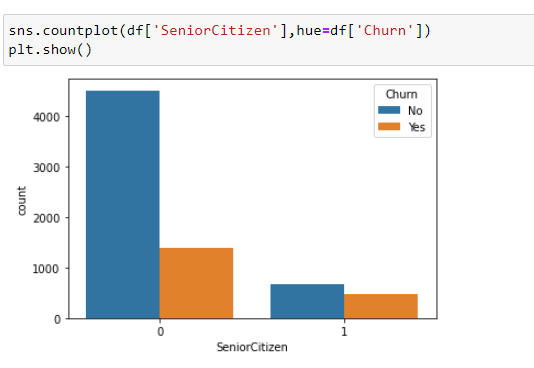 sns.countplot(df['SeniorCitizen'],hue=df['Churn'])
plt.show()
Churn
No
Yes
4000
3000
2000
1000
0
count
0 1
SeniorCitizen